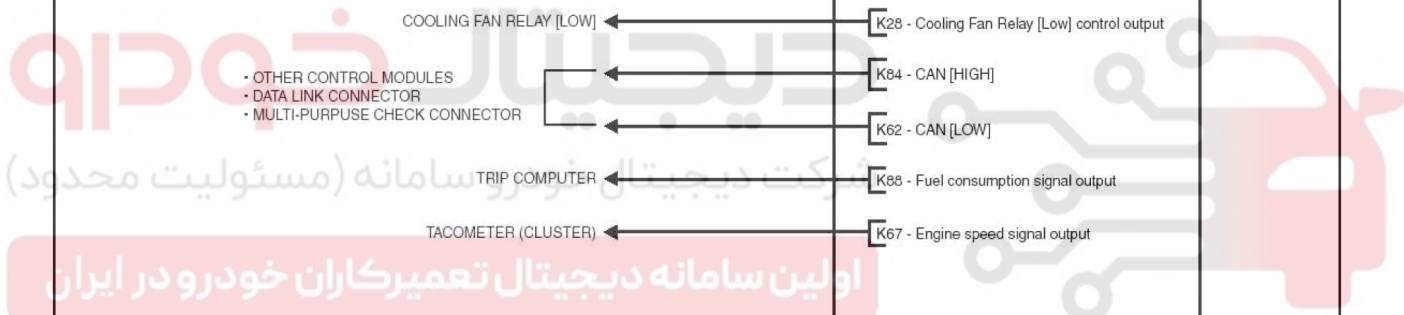 COOLING FAN RELAY [LOW]
K28 - Cooling Fan Relay [Low] control output
• OTHER CONTROL MODULES
• DATA LINK CONNECTOR
• MULTI-PURPUSE CHECK CONNECTOR
K84 - CAN [HIGH]
K62 - CAN [LOW]
TRIP COMPUTER
K88 - Fuel consumption signal output
TACOMETER (CLUSTER)
K67 - Engine speed signal output
دیجیتال خودرو
شرکت دیجیتال خودرو سامانه (مسئولیت محدود)
اولین سامانه دیجیتال تعمیرکاران خودرو در ایران